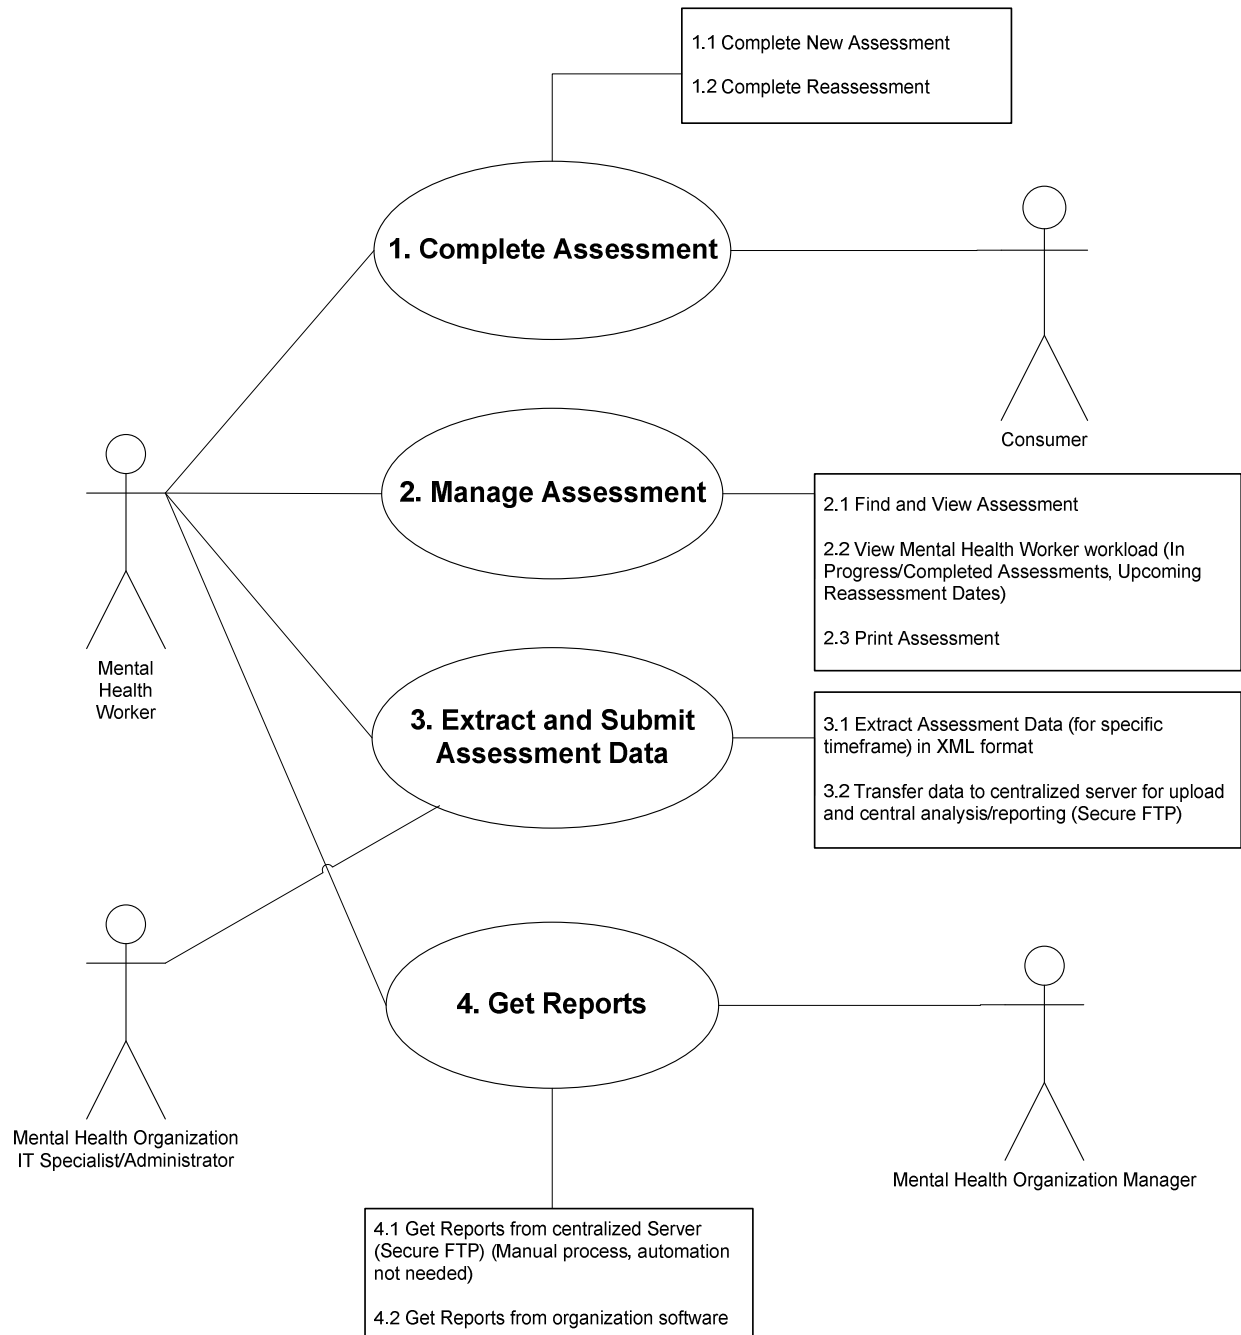 1.1 Complete New Assessment
1.2 Complete Reassessment
1. Complete Assessment
Consumer
2. Manage Assessment
2.1 Find and View Assessment
2.2 View Mental Health Worker workload (In
Progress/Completed Assessments, Upcoming
Reassessment Dates)
2.3 Print Assessment
Mental
Health
Worker
3. Extract and Submit
Assessment Data
3.1 Extract Assessment Data (for specific
timeframe) in XML format
3.2 Transfer data to centralized server for upload
and central analysis/reporting (Secure FTP)
4. Get Reports
Mental Health Organization
IT Specialist/Administrator
Mental Health Organization Manager
4.1 Get Reports from centralized Server
(Secure FTP) (Manual process, automation
not needed)
4.2 Get Reports from organization software